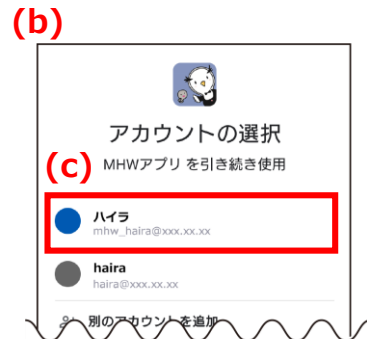 (b)
アカウントの選択
(c)
MHWアプリ を引き続き使用
ハイラ
mhw_haira@xxx.xx.xx
haira
haira@xxx.xx.xx
別のアカウントを追加